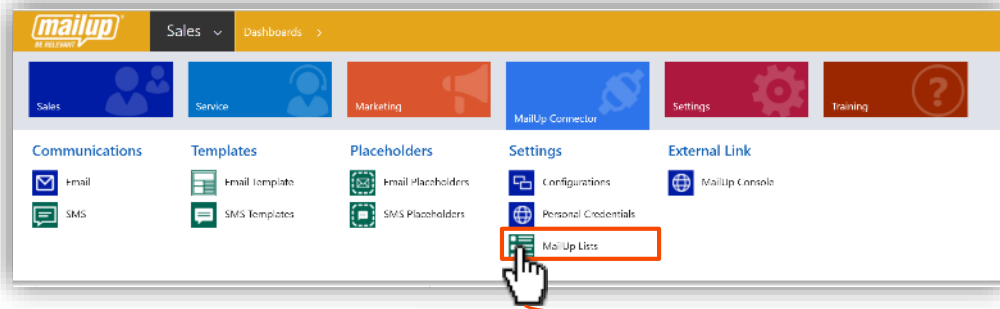 mailup
BE RELEVANT
Sales
Dashboards >
Sales
Service
Marketing
MailUp Connector
Settings
Training
?
Communications
Templates
Placeholders
Settings
External Link
Email
Email Template
Email Placeholders
Configurations
MailUp Console
SMS
SMS Templates
SMS Placeholders
Personal Credentials
MailUp Lists